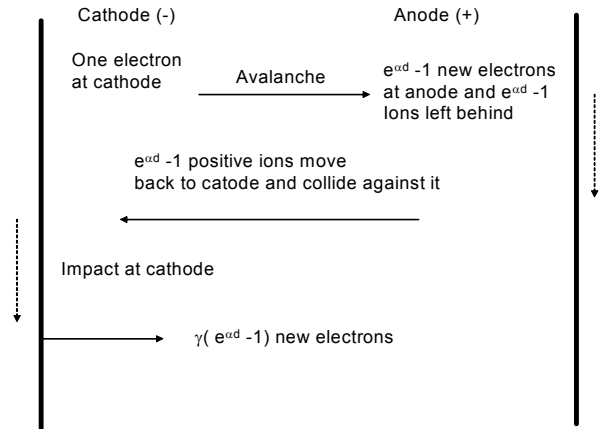 Cathode (-)
Anode (+)
One electron
at cathode
Avalanche
e^αd -1 new electrons
at anode and e^αd -1
Ions left behind
e^αd -1 positive ions move
back to catode and collide against it
Impact at cathode
γ( e^αd -1) new electrons